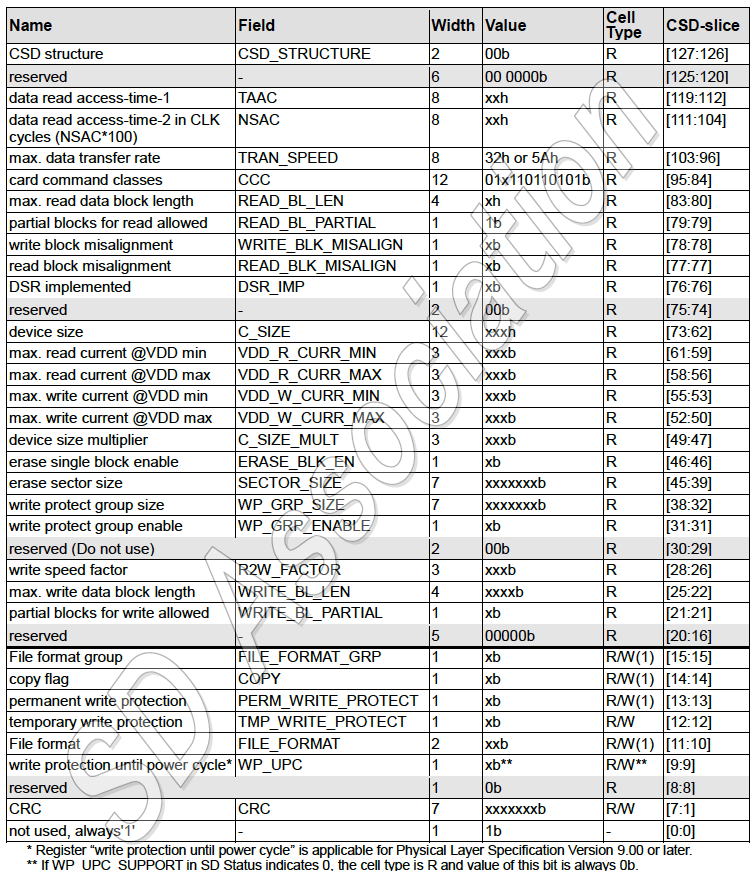 Name Field Width Value Cell Type CSD-slice
CSD structure CSD_STRUCTURE 2 00b R [127:126]
reserved - 6 00 0000b R [125:120]
data read access-time-1 TAAC 8 xxh R [119:112]
data read access-time-2 in CLK cycles (NSAC*100) NSAC 8 xxh R [111:104]
max. data transfer rate TRAN_SPEED 8 32h or 5Ah R [103:96]
card command classes CCC 12 01x110110101b R [95:84]
max. read data block length READ_BL_LEN 4 xh R [83:80]
partial blocks for read allowed READ_BL_PARTIAL 1 1b R [79:79]
write block misalignment WRITE_BLK_MISALIGN 1 xb R [78:78]
read block misalignment READ_BLK_MISALIGN 1 xb R [77:77]
DSR implemented DSR_IMP 1 xb R [76:76]
reserved - 2 00b R [75:74]
device size C_SIZE 12 xxxh R [73:62]
max. read current @VDD min VDD_R_CURR_MIN 3 xxxb R [61:59]
max. read current @VDD max VDD_R_CURR_MAX 3 xxxb R [58:56]
max. write current @VDD min VDD_W_CURR_MIN 3 xxxb R [55:53]
max. write current @VDD max VDD_W_CURR_MAX 3 xxxb R [52:50]
device size multiplier C_SIZE_MULT 3 xxxb R [49:47]
erase single block enable ERASE_BLK_EN 1 xb R [46:46]
erase sector size SECTOR_SIZE 7 xxxxxxxb R [45:39]
write protect group size WP_GRP_SIZE 7 xxxxxxxb R [38:32]
write protect group enable WP_GRP_ENABLE 1 xb R [31:31]
reserved (Do not use) 2 00b R [30:29]
write speed factor R2W_FACTOR 3 xxxb R [28:26]
max. write data block length WRITE_BL_LEN 4 xxxxb R [25:22]
partial blocks for write allowed WRITE_BL_PARTIAL 1 xb R [21:21]
reserved - 5 00000b R [20:16]
File format group FILE_FORMAT_GRP 1 xb R/W(1) [15:15]
copy flag COPY 1 xb R/W(1) [14:14]
permanent write protection PERM_WRITE_PROTECT 1 xb R/W(1) [13:13]
temporary write protection TMP_WRITE_PROTECT 1 xb R/W [12:12]
File format FILE_FORMAT 2 xxb R/W(1) [11:10]
write protection until power cycle* WP_UPC 1 xb** R/W** [9:9]
reserved 1 0b R [8:8]
CRC CRC 7 xxxxxxxb R/W [7:1]
not used, always'1' - 1 1b - [0:0]
* Register "write protection until power cycle" is applicable for Physical Layer Specification Version 9.00 or later.
** If WP_UPC_SUPPORT in SD Status indicates 0, the cell type is R and value of this bit is always 0b.
SD Association